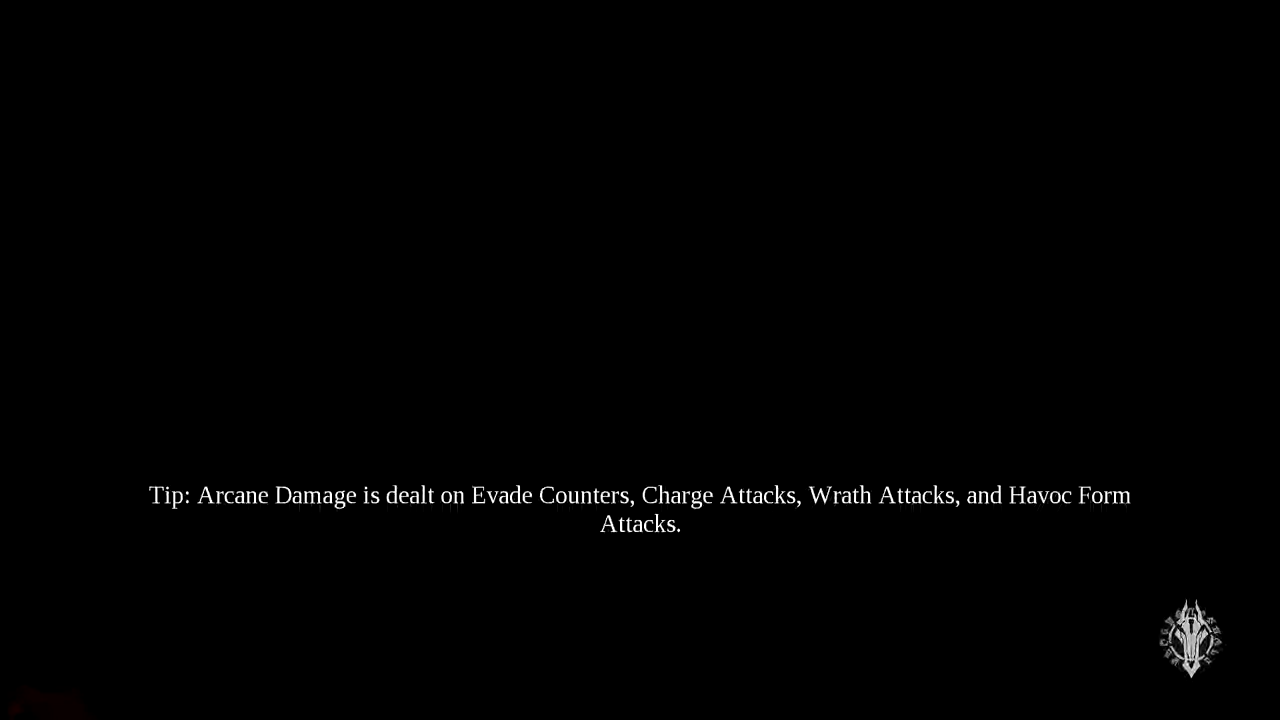 Tip: Arcane Damage is dealt on Evade Counters, Charge Attacks, Wrath Attacks, and Havoc Form
Attacks.